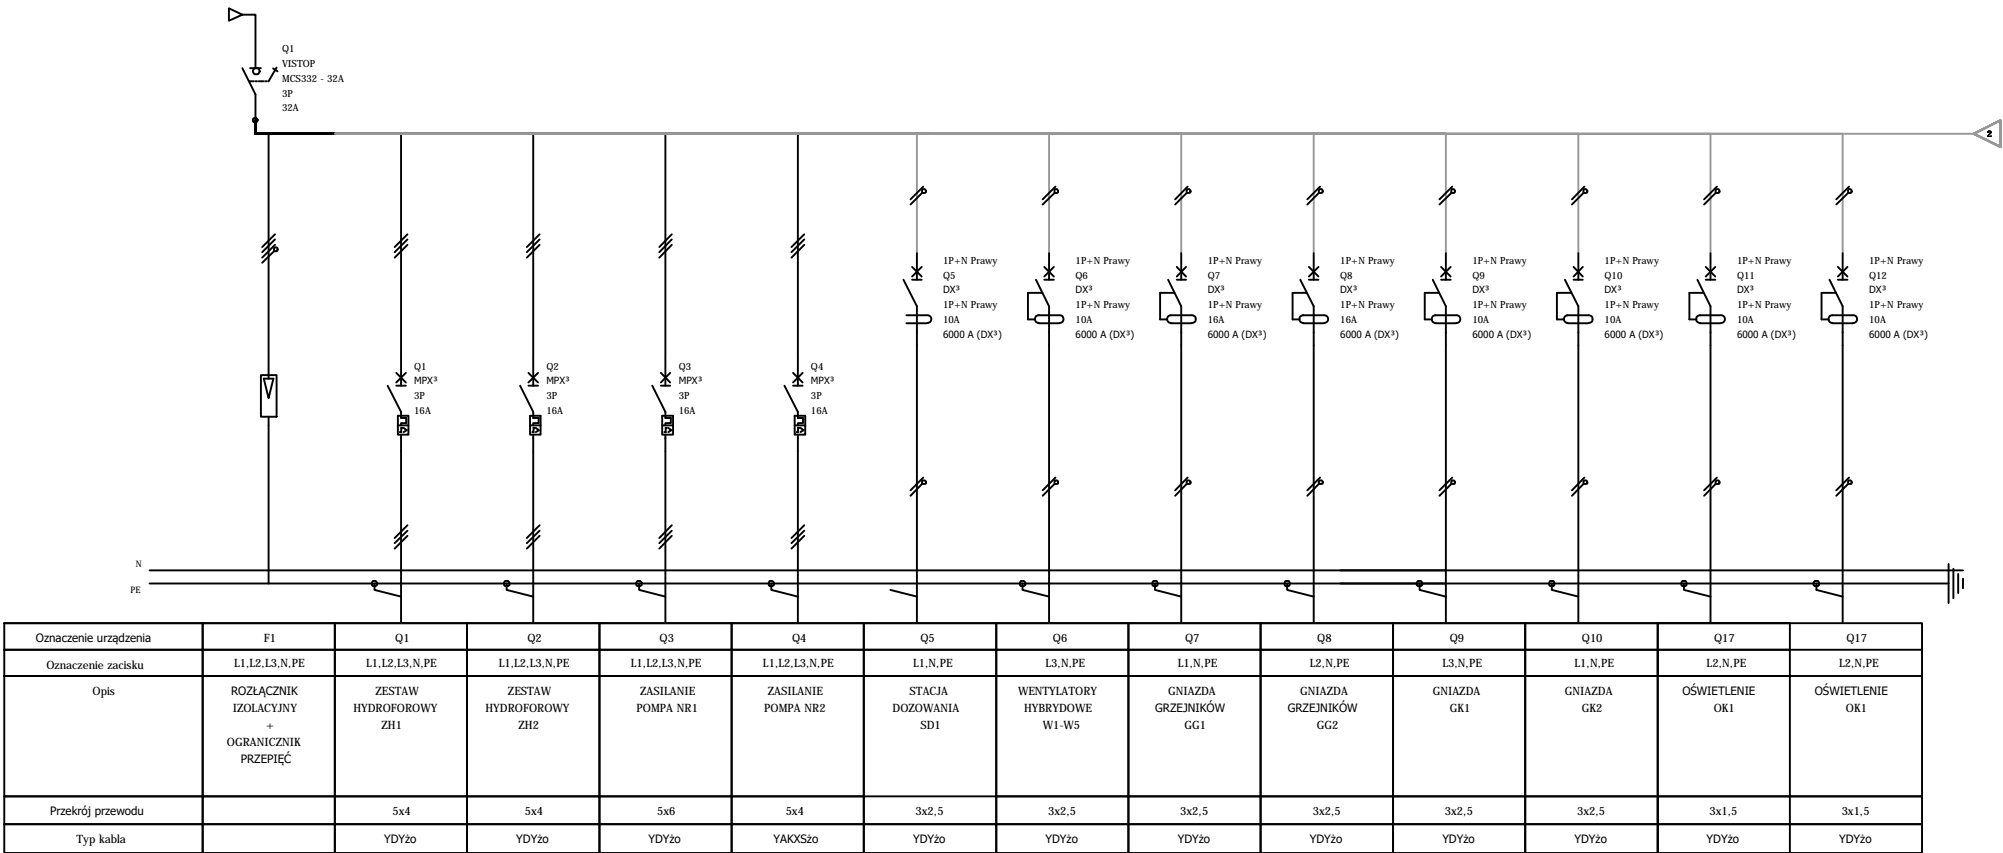 Q1
VISTOP
MCS332 - 32A
3P
32A
2
1P+N Prawy
Q5
DX³
1P+N Prawy
10A
6000 A (DX³)
1P+N Prawy
Q6
DX³
1P+N Prawy
10A
6000 A (DX³)
1P+N Prawy
Q7
DX³
1P+N Prawy
16A
6000 A (DX³)
1P+N Prawy
Q8
DX³
1P+N Prawy
16A
6000 A (DX³)
1P+N Prawy
Q9
DX³
1P+N Prawy
10A
6000 A (DX³)
1P+N Prawy
Q10
DX³
1P+N Prawy
10A
6000 A (DX³)
1P+N Prawy
Q11
DX³
1P+N Prawy
10A
6000 A (DX³)
1P+N Prawy
Q12
DX³
1P+N Prawy
10A
6000 A (DX³)
Q1
MPX³
3P
16A
Q2
MPX³
3P
16A
Q3
MPX³
3P
16A
Q4
MPX³
3P
16A
N
PE
Oznaczenie urządzenia F1 Q1 Q2 Q3 Q4 Q5 Q6 Q7 Q8 Q9 Q10 Q17 Q17
Oznaczenie zacisku L1,L2,L3,N,PE L1,L2,L3,N,PE L1,L2,L3,N,PE L1,L2,L3,N,PE L1,L2,L3,N,PE L1,N,PE L3,N,PE L1,N,PE L2,N,PE L3,N,PE L1,N,PE L2,N,PE L2,N,PE
Opis
ROZŁĄCZNIK
IZOLACYJNY
+
OGRANICZNIK
PRZEPIĘĆ
ZESTAW
HYDROFOROWY
ZH1
ZESTAW
HYDROFOROWY
ZH2
ZASILANIE
POMPA NR1
ZASILANIE
POMPA NR2
STACJA
DOZOWANIA
SD1
WENTYLATORY
HYBRYDOWE
W1-W5
GNIAZDA
GRZEJNIKÓW
GG1
GNIAZDA
GRZEJNIKÓW
GG2
GNIAZDA
GK1
GNIAZDA
GK2
OŚWIETLENIE
OK1
OŚWIETLENIE
OK1
Przekrój przewodu 5x4 5x4 5x6 5x4 3x2,5 3x2,5 3x2,5 3x2,5 3x2,5 3x2,5 3x1,5 3x1,5
Typ kabla YDYżo YDYżo YDYżo YAKXSżo YDYżo YDYżo YDYżo YDYżo YDYżo YDYżo YDYżo YDYżo